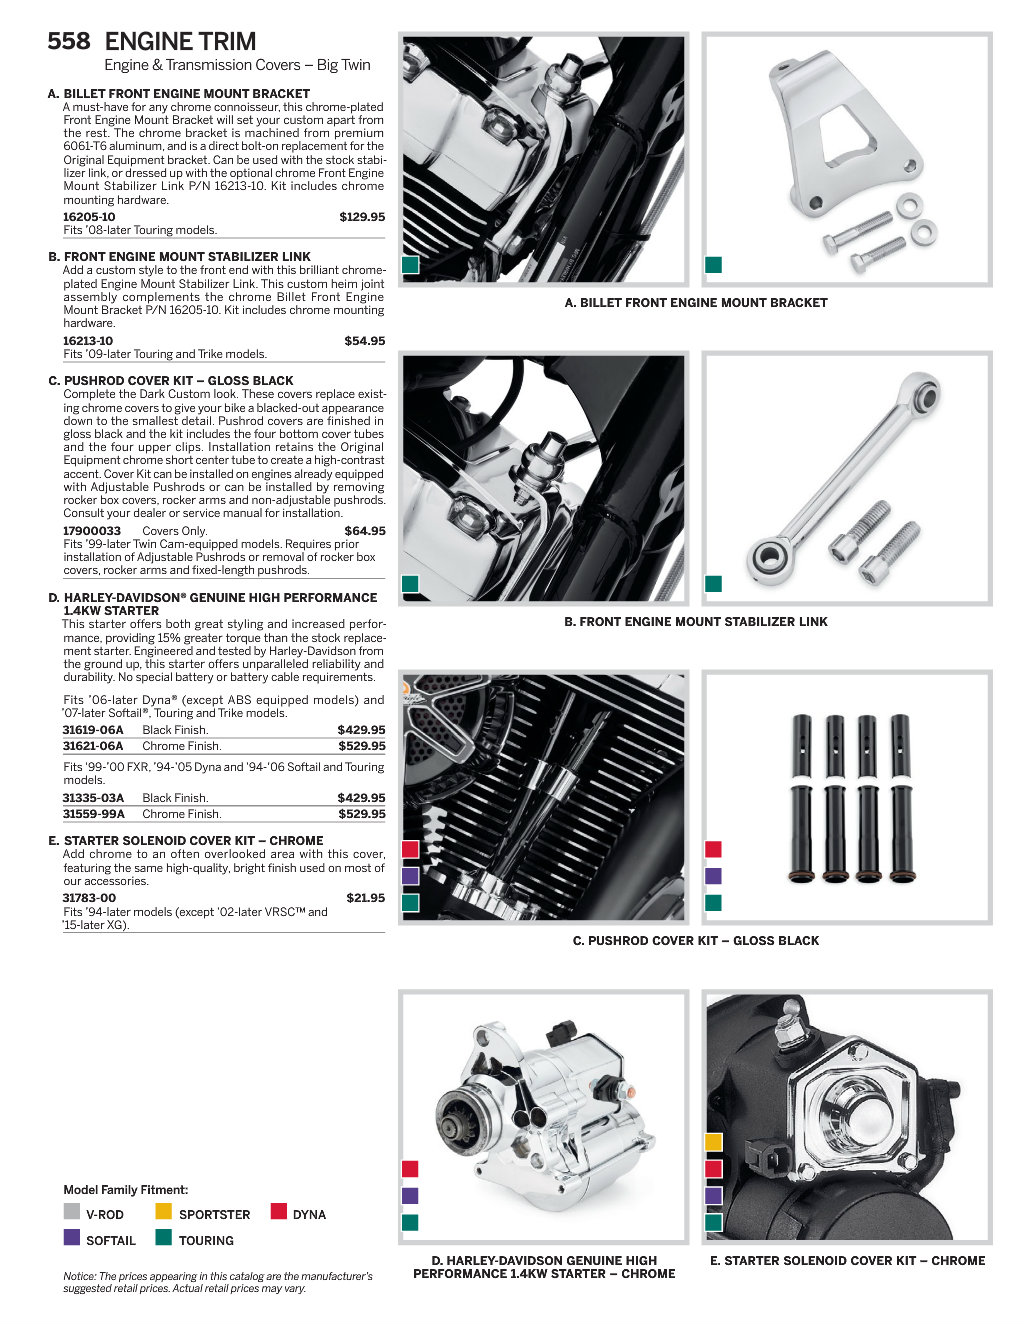 558 ENGINE TRIM
Engine & Transmission Covers – Big Twin
A. BILLET FRONT ENGINE MOUNT BRACKET
A must-have for any chrome connoisseur, this chrome-plated
Front Engine Mount Bracket will set your custom apart from
the rest. The chrome bracket is machined from premium
6061-T6 aluminum, and is a direct bolt-on replacement for the
Original Equipment bracket. Can be used with the stock stabi-
lizer link, or dressed up with the optional chrome Front Engine
Mount Stabilizer Link P/N 16213-10. Kit includes chrome
mounting hardware.
16205-10 $129.95
Fits ’08-later Touring models.
B. FRONT ENGINE MOUNT STABILIZER LINK
Add a custom style to the front end with this brilliant chrome-
plated Engine Mount Stabilizer Link. This custom heim joint
assembly complements the chrome Billet Front Engine
Mount Bracket P/N 16205-10. Kit includes chrome mounting
hardware.
16213-10 $54.95
Fits ’09-later Touring and Trike models.
C. PUSHROD COVER KIT – GLOSS BLACK
Complete the Dark Custom look. These covers replace exist-
ing chrome covers to give your bike a blacked-out appearance
down to the smallest detail. Pushrod covers are finished in
gloss black and the kit includes the four bottom cover tubes
and the four upper clips. Installation retains the Original
Equipment chrome short center tube to create a high-contrast
accent. Cover Kit can be installed on engines already equipped
with Adjustable Pushrods or can be installed by removing
rocker box covers, rocker arms and non-adjustable pushrods.
Consult your dealer or service manual for installation.
17900033 Covers Only. $64.95
Fits ’99-later Twin Cam-equipped models. Requires prior
installation of Adjustable Pushrods or removal of rocker box
covers, rocker arms and fixed-length pushrods.
D. HARLEY-DAVIDSON® GENUINE HIGH PERFORMANCE
1.4KW STARTER
This starter offers both great styling and increased perfor-
mance, providing 15% greater torque than the stock replace-
ment starter. Engineered and tested by Harley-Davidson from
the ground up, this starter offers unparalleled reliability and
durability. No special battery or battery cable requirements.
Fits ’06-later Dyna® (except ABS equipped models) and
’07-later Softail®, Touring and Trike models.
31619-06A Black Finish. $429.95
31621-06A Chrome Finish. $529.95
Fits ’99-’00 FXR, ’94-’05 Dyna and ’94-’06 Softail and Touring
models.
31335-03A Black Finish. $429.95
31559-99A Chrome Finish. $529.95
E. STARTER SOLENOID COVER KIT – CHROME
Add chrome to an often overlooked area with this cover,
featuring the same high-quality, bright finish used on most of
our accessories.
31783-00 $21.95
Fits ’94-later models (except ’02-later VRSC™ and
’15-later XG).
A. BILLET FRONT ENGINE MOUNT BRACKET
B. FRONT ENGINE MOUNT STABILIZER LINK
C. PUSHROD COVER KIT – GLOSS BLACK
D. HARLEY-DAVIDSON GENUINE HIGH
PERFORMANCE 1.4KW STARTER – CHROME
E. STARTER SOLENOID COVER KIT – CHROME
Model Family Fitment:
V-ROD SPORTSTER DYNA
SOFTAIL TOURING
Notice: The prices appearing in this catalog are the manufacturer’s
suggested retail prices. Actual retail prices may vary.